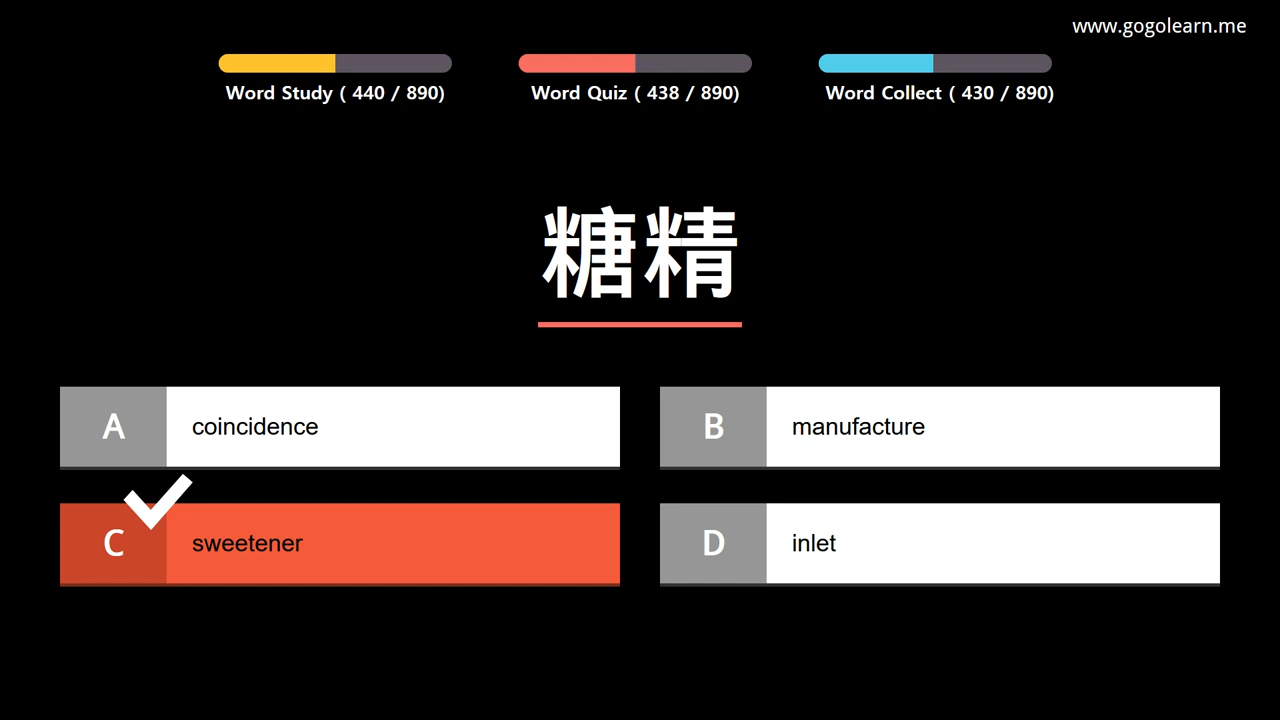 www.gogolearn.me
Word Study ( 440 / 890)
Word Quiz ( 438 / 890)
Word Collect ( 430 / 890)
糖精
A coincidence
B manufacture
C sweetener
D inlet